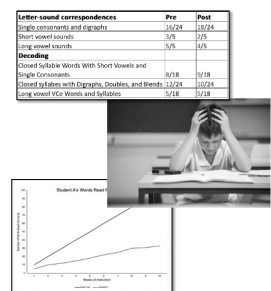 Letter-sound correspondences Pre Post
Single consonants and digraphs 16/24 18/24
Short vowel sounds 3/5 2/5
Long vowel sounds 5/5 4/5
Decoding
Closed Syllable Words With Short Vowels and
Single Consonants 8/18 9/18
Closed syllabes with Digraphs, Doubles, and Blends 12/24 10/24
Long vowel VCe Words and Syllables 5/18 5/18
Student A's Words Read
Weeks of Instruction